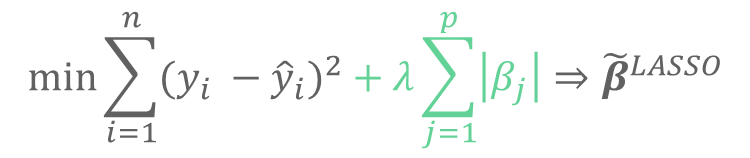 min ∑_{i=1}^{n} (y_i − ŷ_i)² + λ ∑_{j=1}^{p} |β_j| ⇒ β̃^{LASSO}